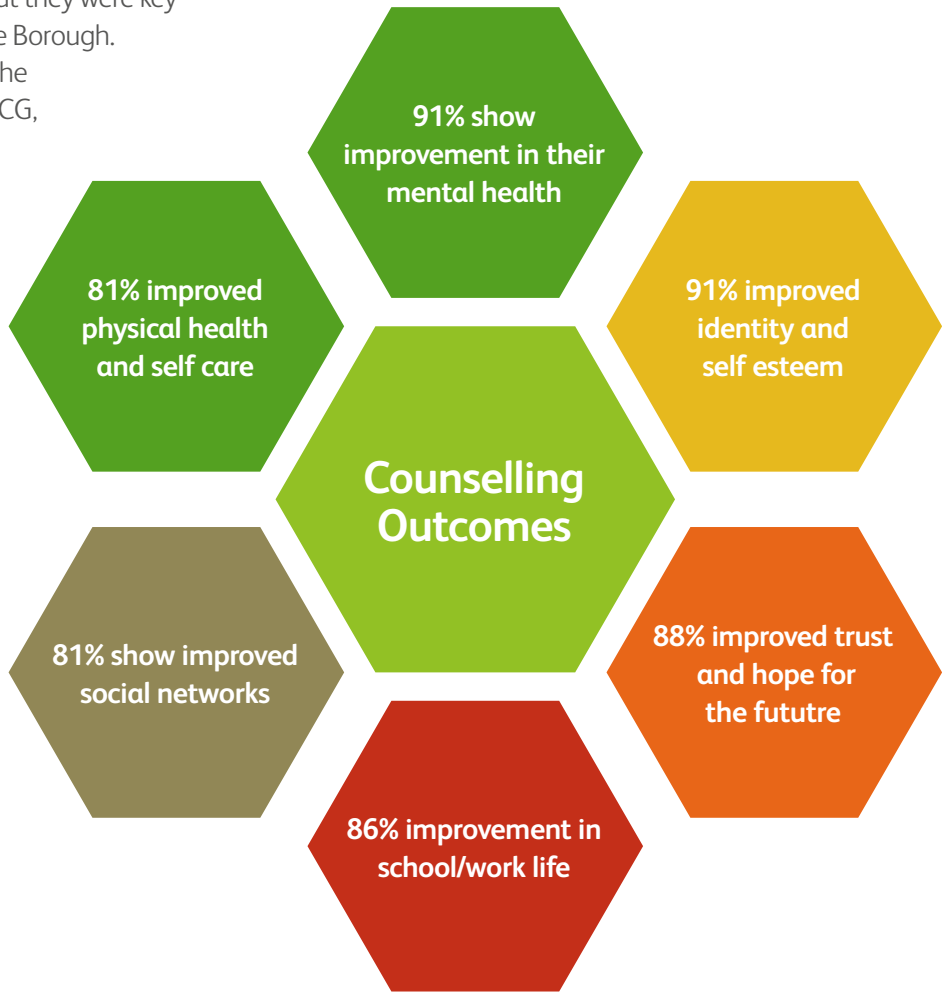 at they were key
e Borough.
he
CG,
91% show
improvement in their
mental health
81% improved
physical health
and self care
91% improved
identity and
self esteem
Counselling
Outcomes
81% show improved
social networks
88% improved trust
and hope for
the fututre
86% improvement in
school/work life